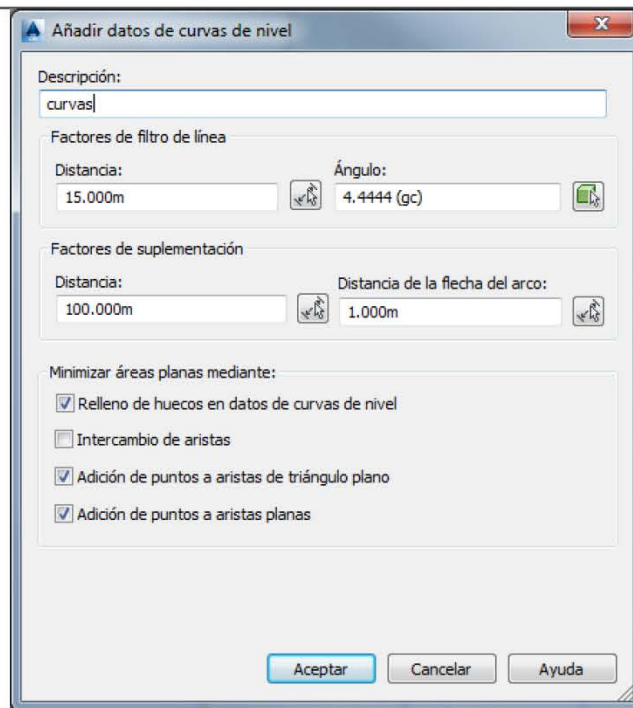 Añadir datos de curvas de nivel
Descripción:
curvas
Factores de filtro de línea
Distancia:
Ángulo:
15.000m
4.4444 (gc)
Factores de suplementación
Distancia:
Distancia de la flecha del arco:
100.000m
1.000m
Minimizar áreas planas mediante:
Relleno de huecos en datos de curvas de nivel
Intercambio de aristas
Adición de puntos a aristas de triángulo plano
Adición de puntos a aristas planas
Aceptar
Cancelar
Ayuda